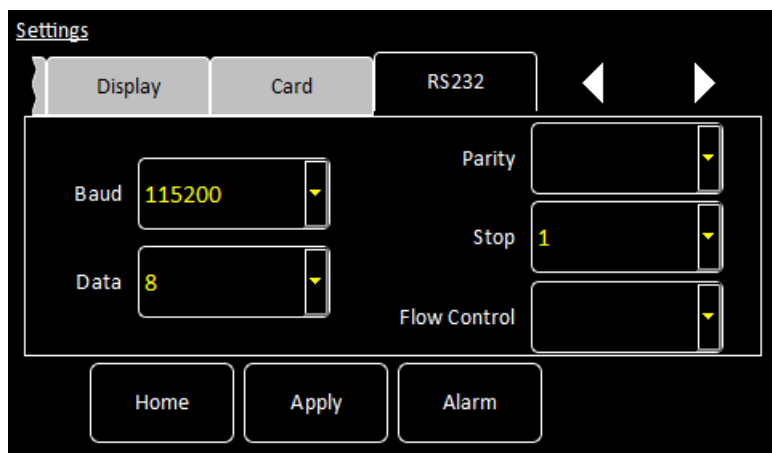 Settings
Display Card RS232
Baud 115200
Data 8
Parity
Stop 1
Flow Control
Home Apply Alarm